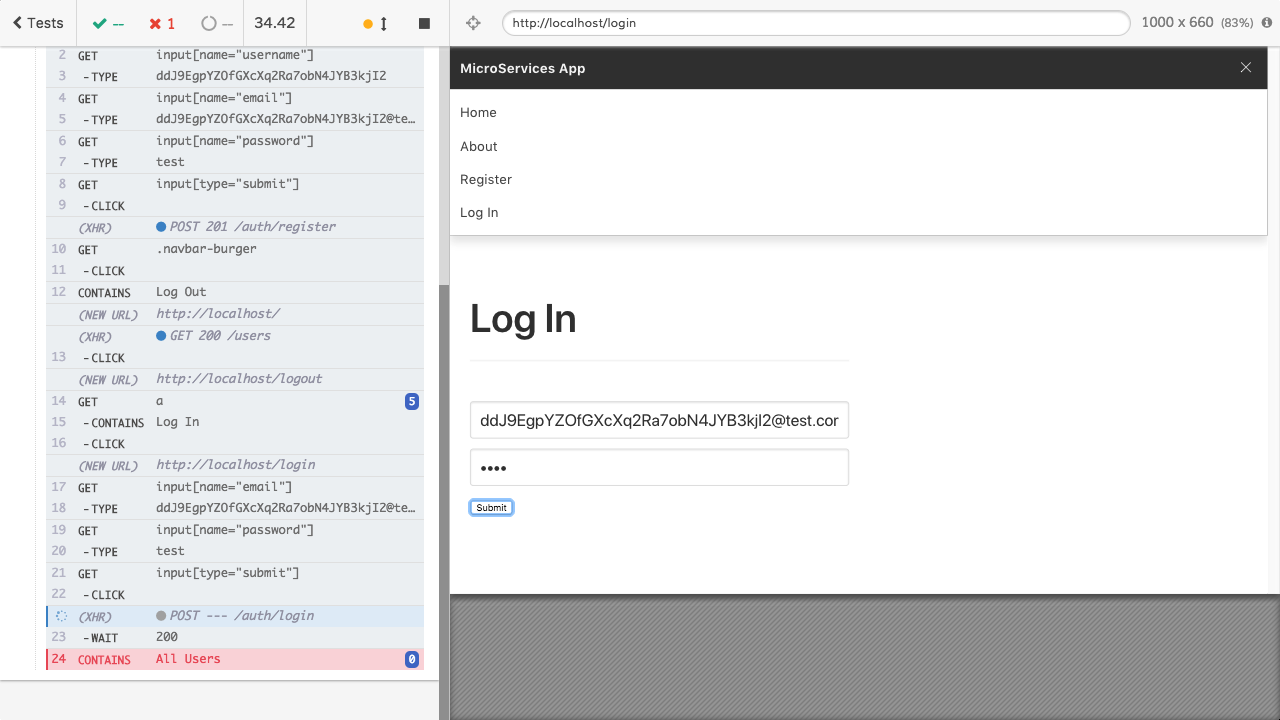 Tests
--
1
--
34.42
http://localhost/login
1000 x 660 (83%)
2 GET input[name="username"]
3 -TYPE ddJ9EgpYZOfGXcXq2Ra7obN4JYB3kjI2
4 GET input[name="email"]
5 -TYPE ddJ9EgpYZOfGXcXq2Ra7obN4JYB3kjI2@te…
6 GET input[name="password"]
7 -TYPE test
8 GET input[type="submit"]
9 -CLICK
(XHR) POST 201 /auth/register
10 GET .navbar-burger
11 -CLICK
12 CONTAINS Log Out
(NEW URL) http://localhost/
(XHR) GET 200 /users
13 -CLICK
(NEW URL) http://localhost/logout
14 GET a 5
15 -CONTAINS Log In
16 -CLICK
(NEW URL) http://localhost/login
17 GET input[name="email"]
18 -TYPE ddJ9EgpYZOfGXcXq2Ra7obN4JYB3kjI2@te…
19 GET input[name="password"]
20 -TYPE test
21 GET input[type="submit"]
22 -CLICK
(XHR) POST --- /auth/login
23 -WAIT 200
24 CONTAINS All Users 0
MicroServices App
Home
About
Register
Log In
Log In
ddJ9EgpYZOfGXcXq2Ra7obN4JYB3kjI2@test.cor
••••
Submit